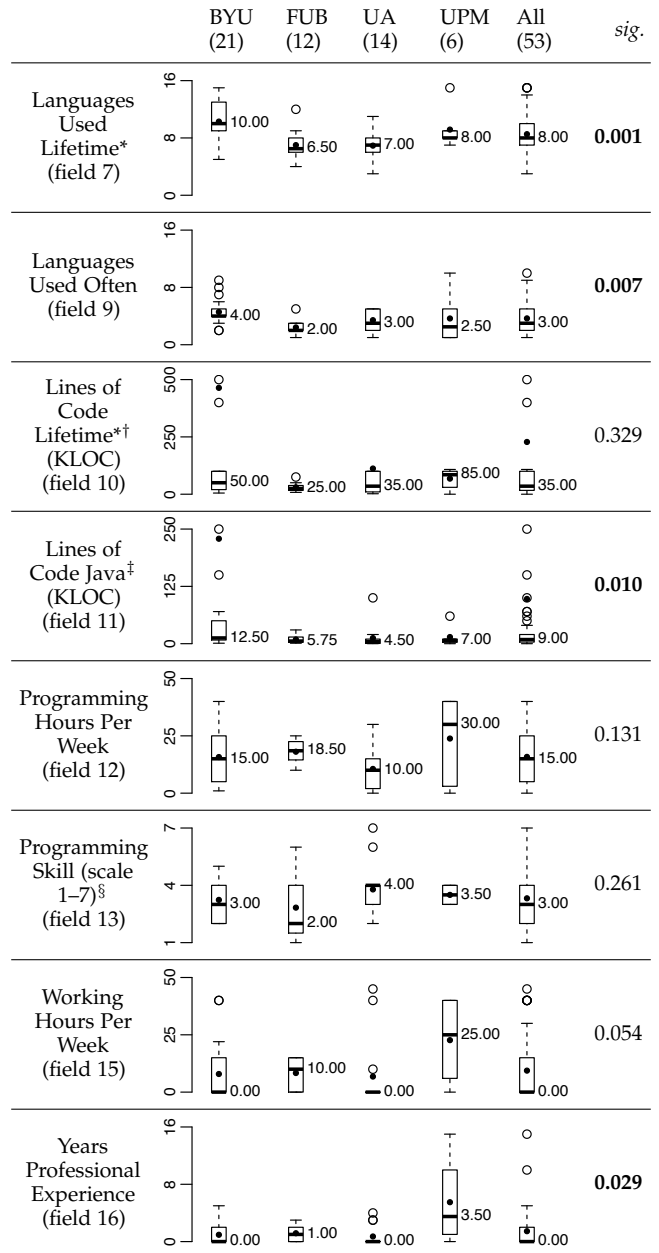 BYU FUB UA UPM All sig.
(21) (12) (14) (6) (53)
Languages
Used
Lifetime*
(field 7)
0 8 16
10.00 6.50 7.00 8.00 8.00
0.001
Languages
Used Often
(field 9)
0 8 16
4.00 2.00 3.00 2.50 3.00
0.007
Lines of
Code
Lifetime*†
(KLOC)
(field 10)
0 250 500
50.00 25.00 35.00 85.00 35.00
0.329
Lines of
Code Java‡
(KLOC)
(field 11)
0 125 250
12.50 5.75 4.50 7.00 9.00
0.010
Programming
Hours Per
Week
(field 12)
0 25 50
15.00 18.50 10.00 30.00 15.00
0.131
Programming
Skill (scale
1–7)§
(field 13)
1 4 7
3.00 2.00 4.00 3.50 3.00
0.261
Working
Hours Per
Week
(field 15)
0 25 50
0.00 10.00 0.00 25.00 0.00
0.054
Years
Professional
Experience
(field 16)
0 8 16
0.00 1.00 0.00 3.50 0.00
0.029